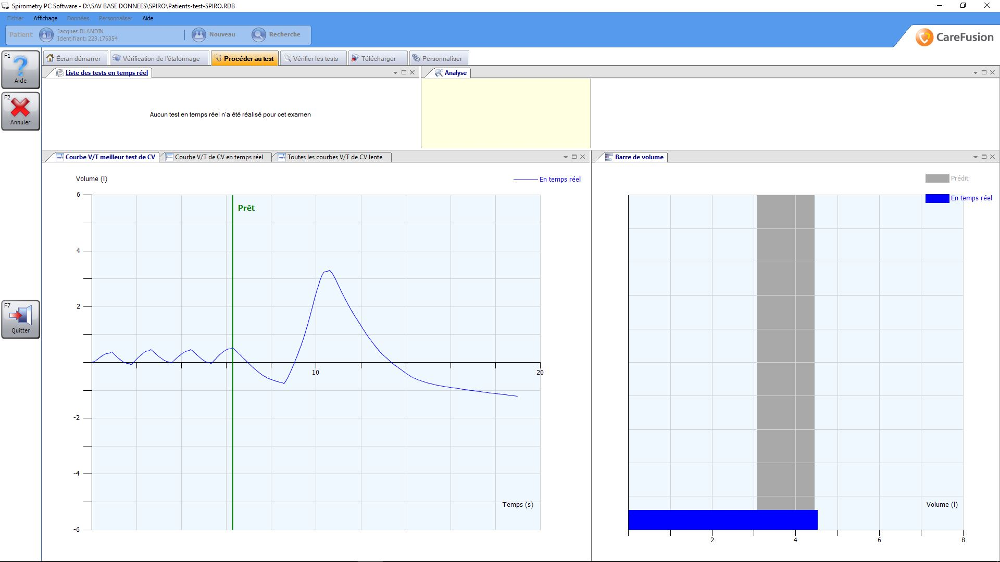 Spirometry PC Software - D:\SAV BASE DONNEES\SPIRO\Patients-test-SPIRO.RDB
Fichier Affichage Données Personnaliser Aide
Patient Jacques BLANDIN Nouveau Recherche
Identifiant: 223.176354
CareFusion
F1 Aide
F2 Annuler
F7 Quitter
Écran démarrer Vérification de l'étalonnage Procéder au test Vérifier les tests Télécharger Personnaliser
Liste des tests en temps réel
Aucun test en temps réel n'a été réalisé pour cet examen
Analyse
Courbe V/T meilleur test de CV Courbe V/T de CV en temps réel Toutes les courbes V/T de CV lente
Volume (l)
En temps réel
Prêt
6
4
2
-2
-4
-6
10 20
Temps (s)
Barre de volume
Prédit
En temps réel
Volume (l)
2 4 6 8